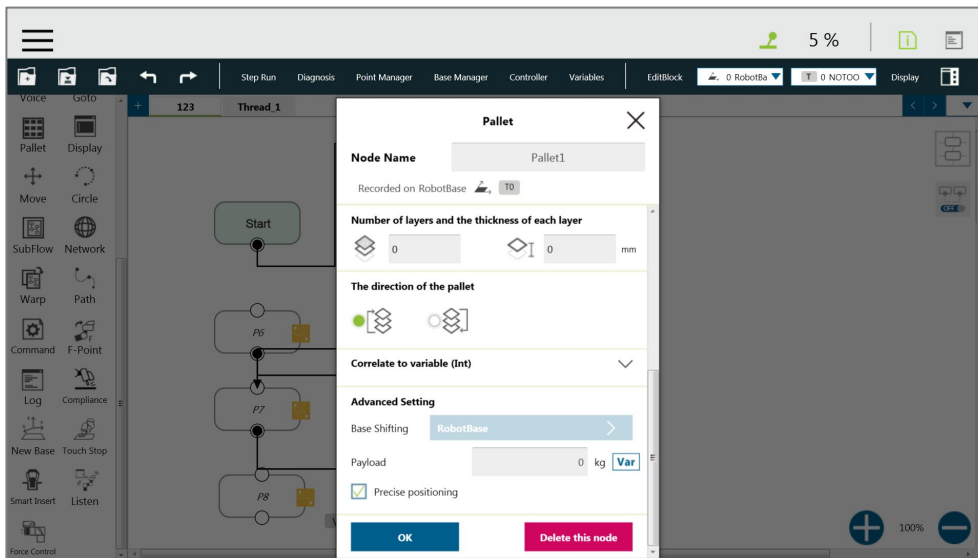 5 %
Step Run Diagnosis Point Manager Base Manager Controller Variables EditBlock 0 RobotBa T 0 NOTOO Display
Voice Goto
+ 123 Thread_1
Pallet Display
Move Circle
SubFlow Network
Warp Path
Command F-Point
Log Compliance
New Base Touch Stop
Smart Insert Listen
Force Control
Start
P6
P7
P8
Pallet
Node Name Pallet1
Recorded on RobotBase T0
Number of layers and the thickness of each layer
0 0 mm
The direction of the pallet
Correlate to variable (Int)
Advanced Setting
Base Shifting RobotBase
Payload 0 kg Var
Precise positioning
OK Delete this node
OFF
100%